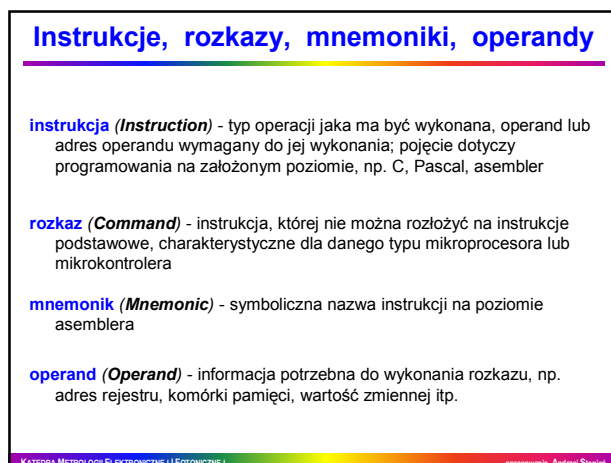 Instrukcje, rozkazy, mnemoniki, operandy
instrukcja (Instruction) - typ operacji jaka ma być wykonana, operand lub
adres operandu wymagany do jej wykonania; pojęcie dotyczy
programowania na założonym poziomie, np. C, Pascal, asembler
rozkaz (Command) - instrukcja, której nie można rozłożyć na instrukcje
podstawowe, charakterystyczne dla danego typu mikroprocesora lub
mikrokontrolera
mnemonik (Mnemonic) - symboliczna nazwa instrukcji na poziomie
asemblera
operand (Operand) - informacja potrzebna do wykonania rozkazu, np.
adres rejestru, komórki pamięci, wartość zmiennej itp.
KATEDRA METROLOGII ELEKTRONICZNEJ I FOTONICZNEJ
opracowanie Andrzej Stępień